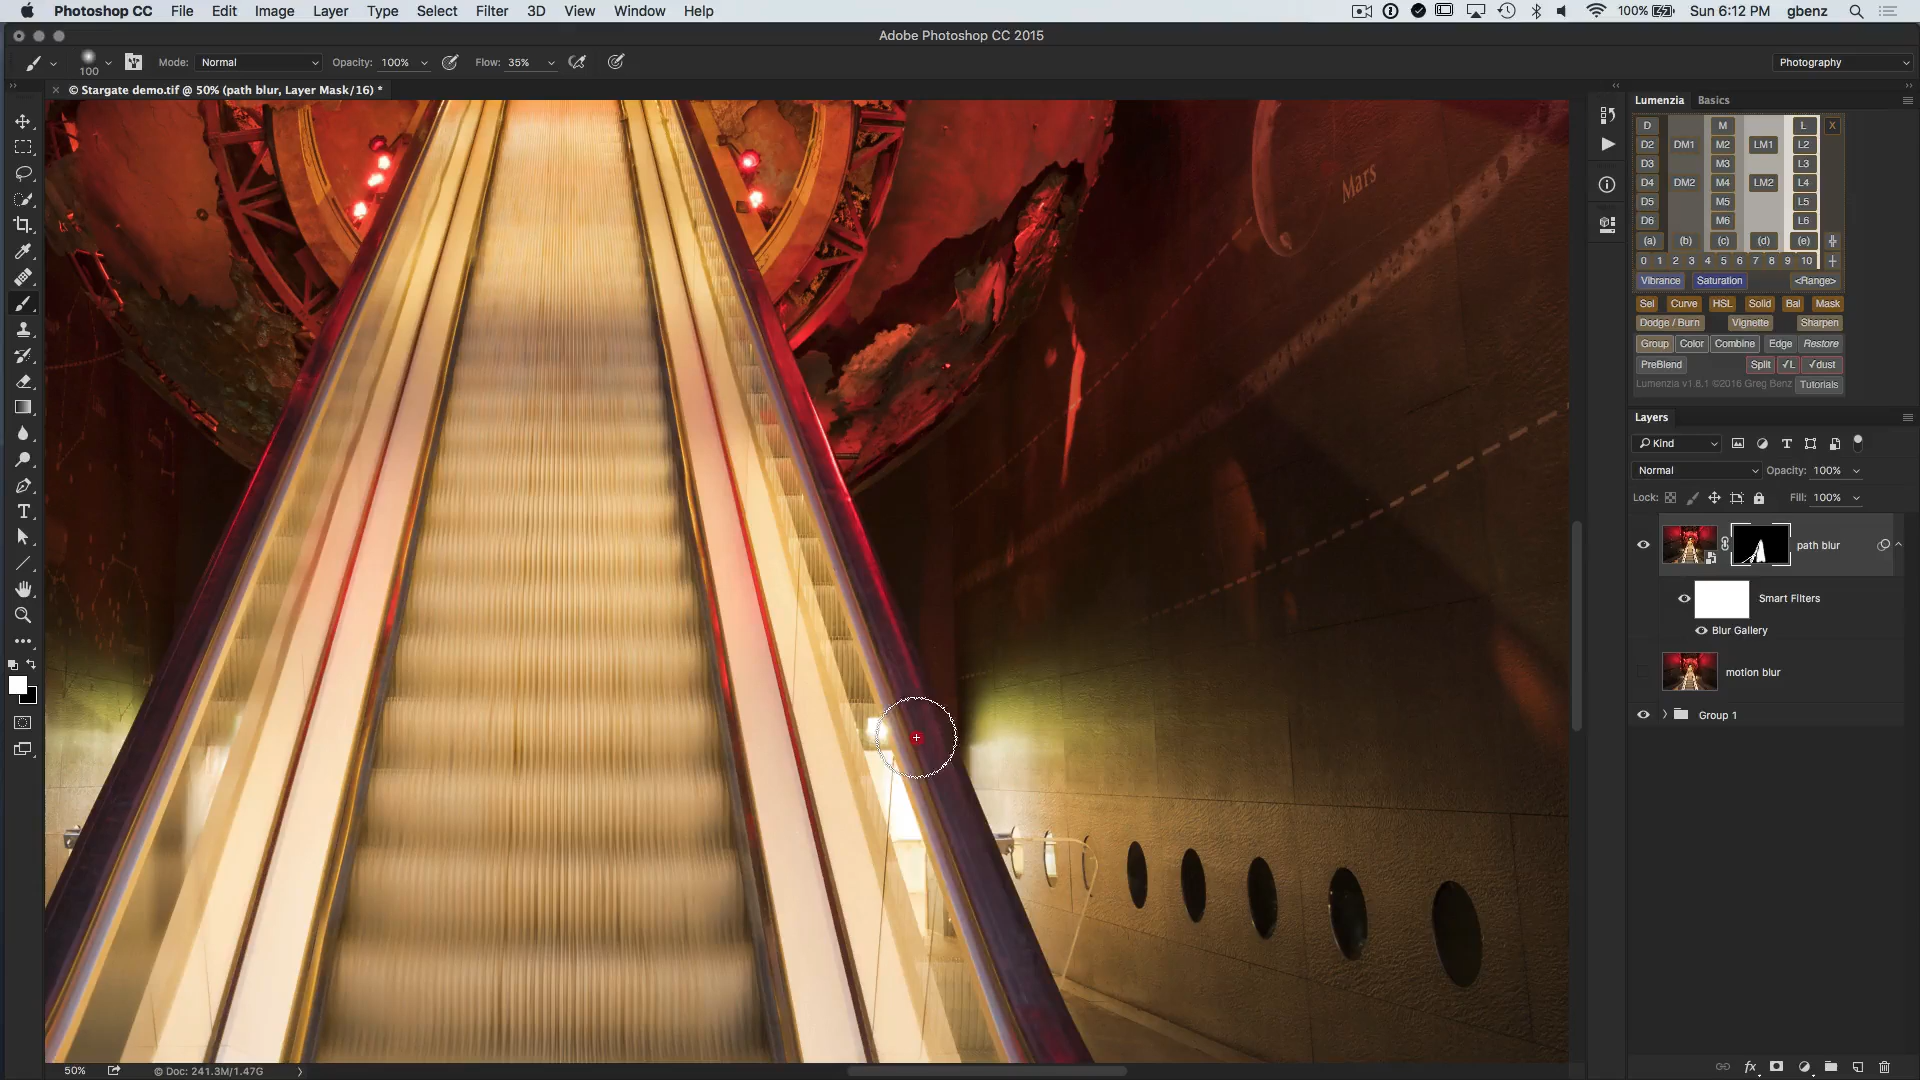 Photoshop CC File Edit Image Layer Type Select Filter 3D View Window Help 100% Sun 6:12 PM gbenz
Adobe Photoshop CC 2015
100 Mode: Normal Opacity: 100% Flow: 35% Photography
© Stargate demo.tif @ 50% (path blur, Layer Mask/16) *
Lumenzia Basics
D M L X
D2 DM1 M2 LM1 L2
D3 M3 L3
D4 DM2 M4 LM2 L4
D5 M5 L5
D6 M6 L6
(a) (b) (c) (d) (e)
0 1 2 3 4 5 6 7 8 9 10
Vibrance Saturation <Range>
Sel Curve HSL Solid Bal Mask
Dodge / Burn Vignette Sharpen
Group Color Combine Edge Restore
PreBlend Split √L √dust
Lumenzia v1.8.1 ©2016 Greg Benz Tutorials
Layers
Kind
Normal Opacity: 100%
Lock: Fill: 100%
path blur
Smart Filters
Blur Gallery
motion blur
Group 1
Mars
50% © Doc: 241.3M/1.47G